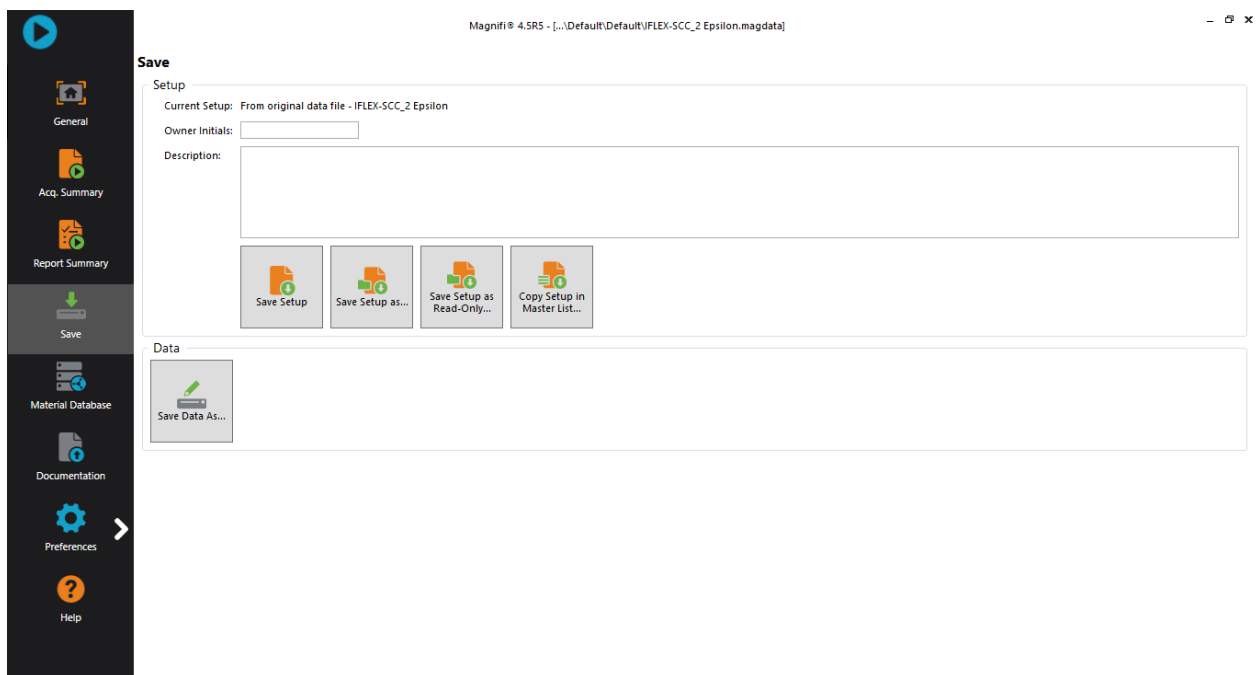 Magnifi® 4.5R5 - [...\Default\Default\IFLEX-SCC_2 Epsilon.magdata]
Save
Setup
Current Setup: From original data file - IFLEX-SCC_2 Epsilon
Owner Initials:
Description:
Save Setup
Save Setup as...
Save Setup as
Read-Only...
Copy Setup in
Master List...
Data
Save Data As...
General
Acq. Summary
Report Summary
Save
Material Database
Documentation
Preferences
?
Help